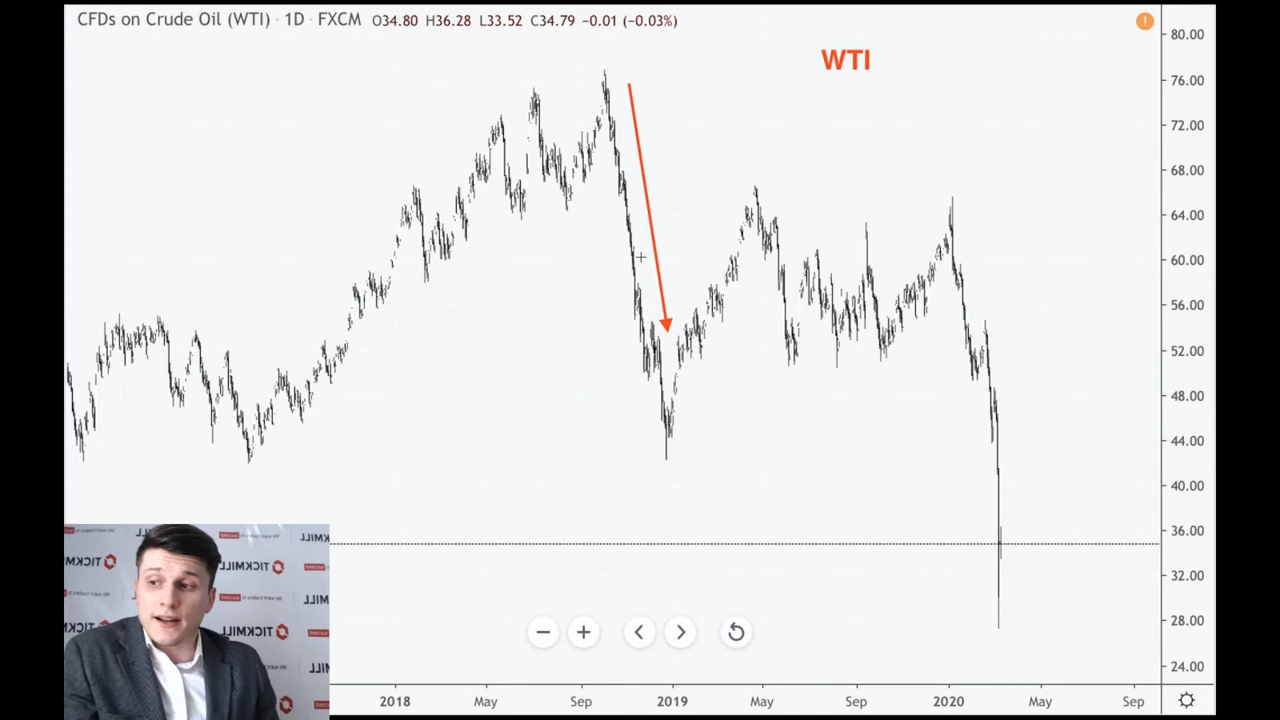 CFDs on Crude Oil (WTI) · 1D · FXCM O34.80 H36.28 L33.52 C34.79 −0.01 (−0.03%)
!
WTI
80.00
76.00
72.00
68.00
64.00
60.00
56.00
52.00
48.00
44.00
40.00
36.00
32.00
28.00
24.00
2018 May Sep 2019 May Sep 2020 May Sep
TICKMILL
TICKMILL
TICKMILL